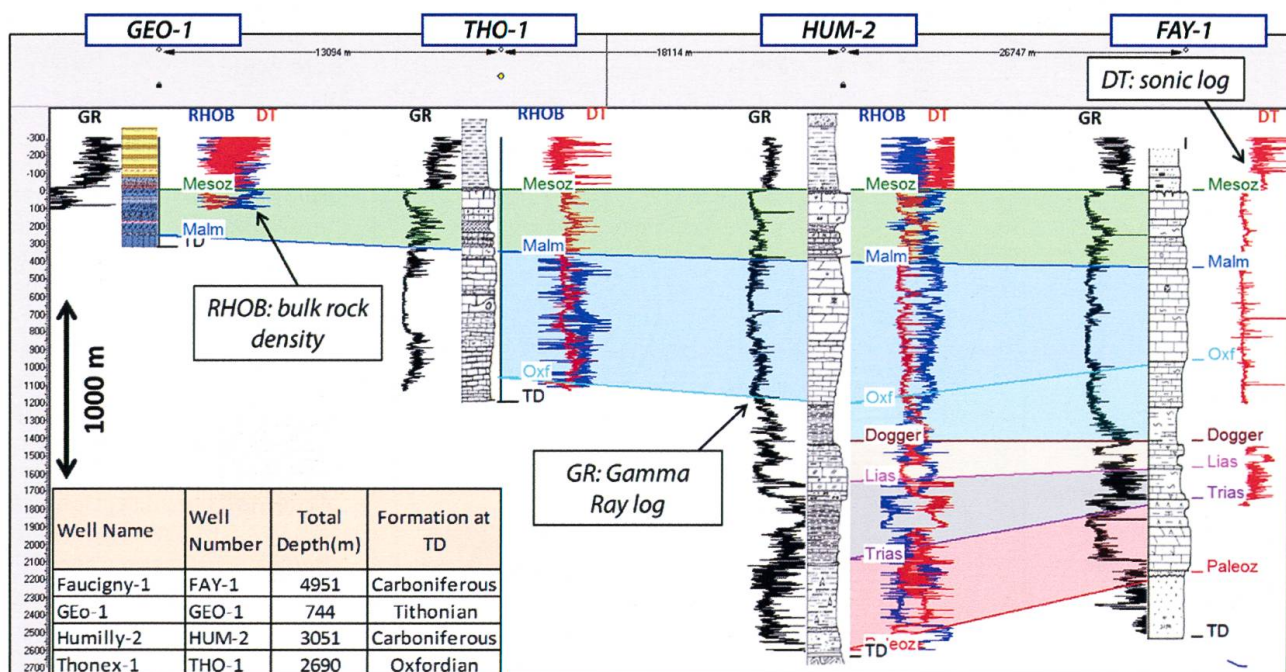 GEO-1
THO-1
HUM-2
FAY-1
13094 m
18114 m
26747 m
DT: sonic log
GR
RHOB
DT
GR
RHOB
DT
GR
RHOB
DT
GR
DT
-300
-200
-100
0
100
200
300
400
500
600
700
800
900
1000
1100
1200
1300
1400
1500
1600
1700
1800
1900
2000
2100
2200
2300
2400
2500
2600
2700
1000 m
Mesoz
Mesoz
Mesoz
Mesoz
Malm
TD
Malm
Malm
Malm
RHOB: bulk rock
density
Oxf
TD
Oxf
Oxf
Dogger
Dogger
GR: Gamma
Ray log
Lias
Lias
Trias
Trias
Paleoz
TD
TD
Well Name
Well
Number
Total
Depth(m)
Formation at
TD
Faucigny-1 FAY-1 4951 Carboniferous
GEo-1 GEO-1 744 Tithonian
Humilly-2 HUM-2 3051 Carboniferous
Thonex-1 THO-1 2690 Oxfordian